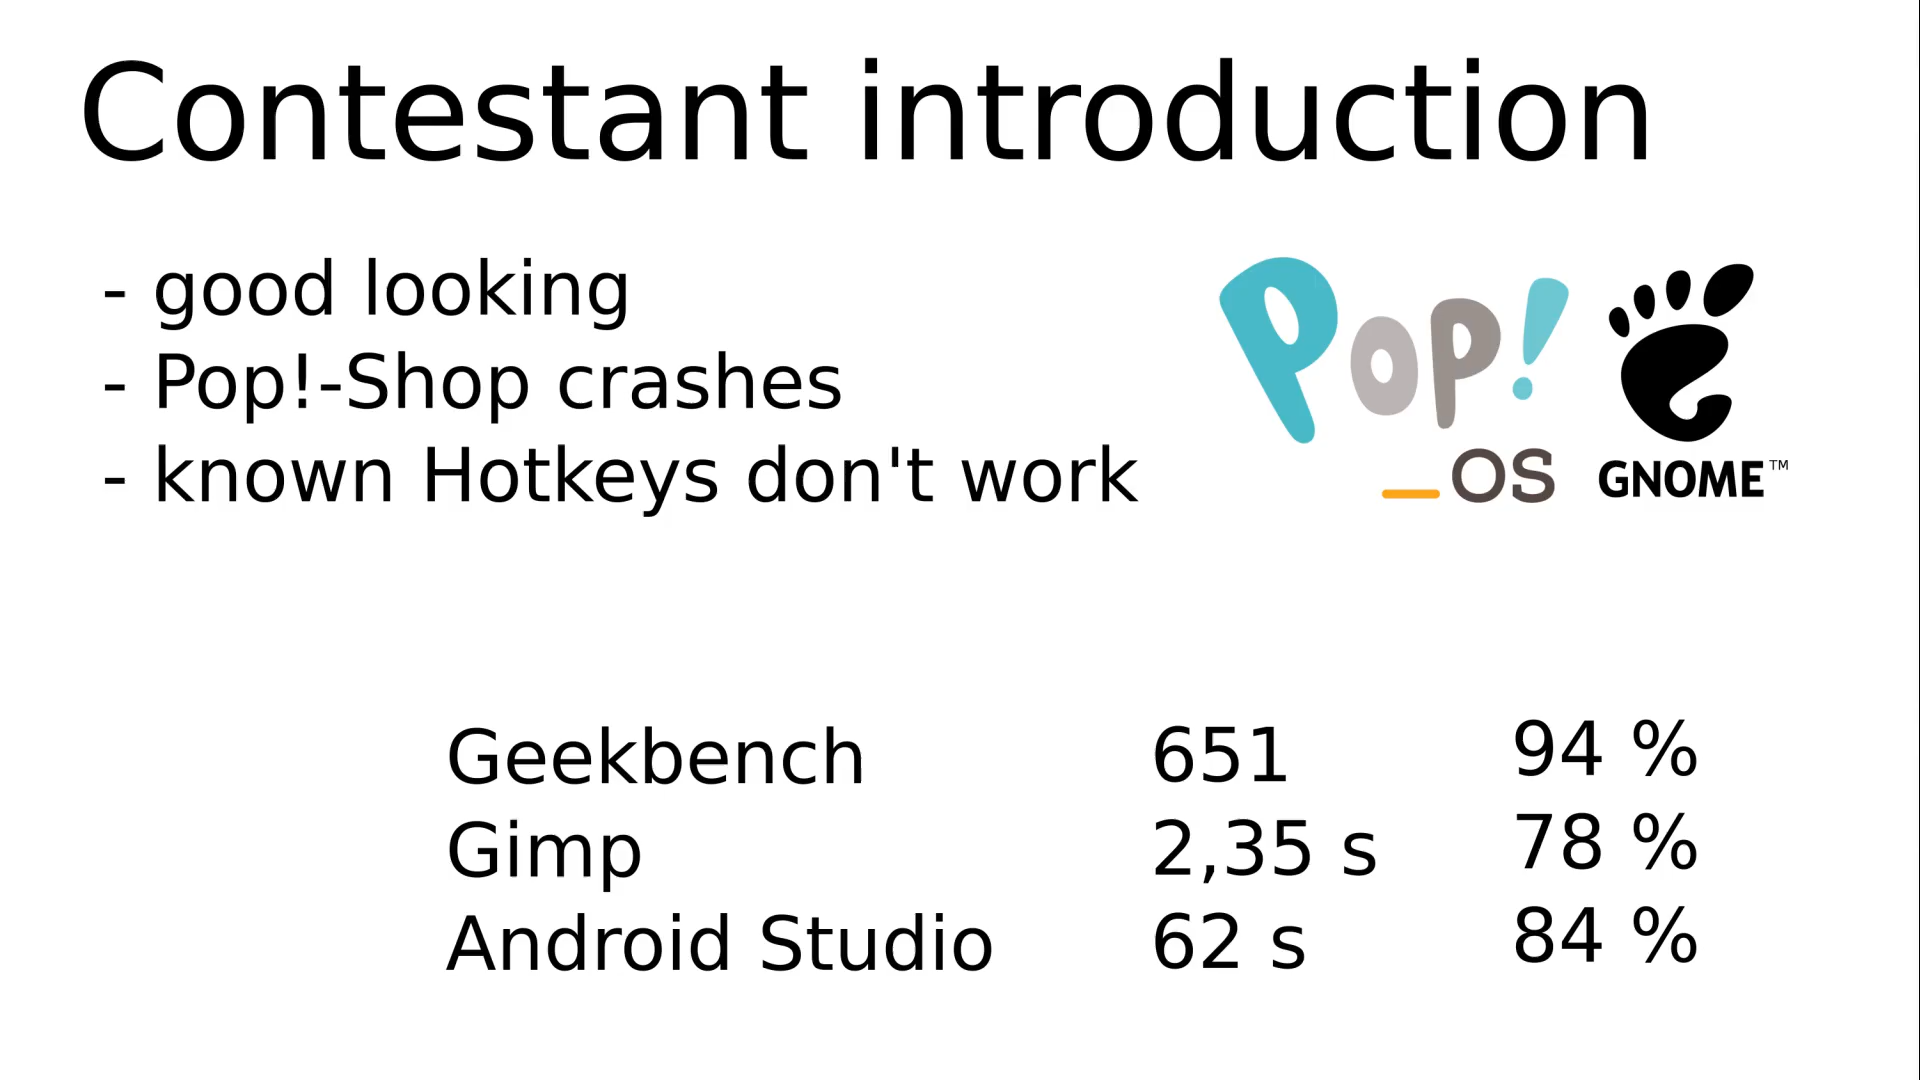 Contestant introduction
- good looking
- Pop!-Shop crashes
- known Hotkeys don't work
Pop!
_OS
GNOME™
Geekbench 651 94 %
Gimp 2,35 s 78 %
Android Studio 62 s 84 %